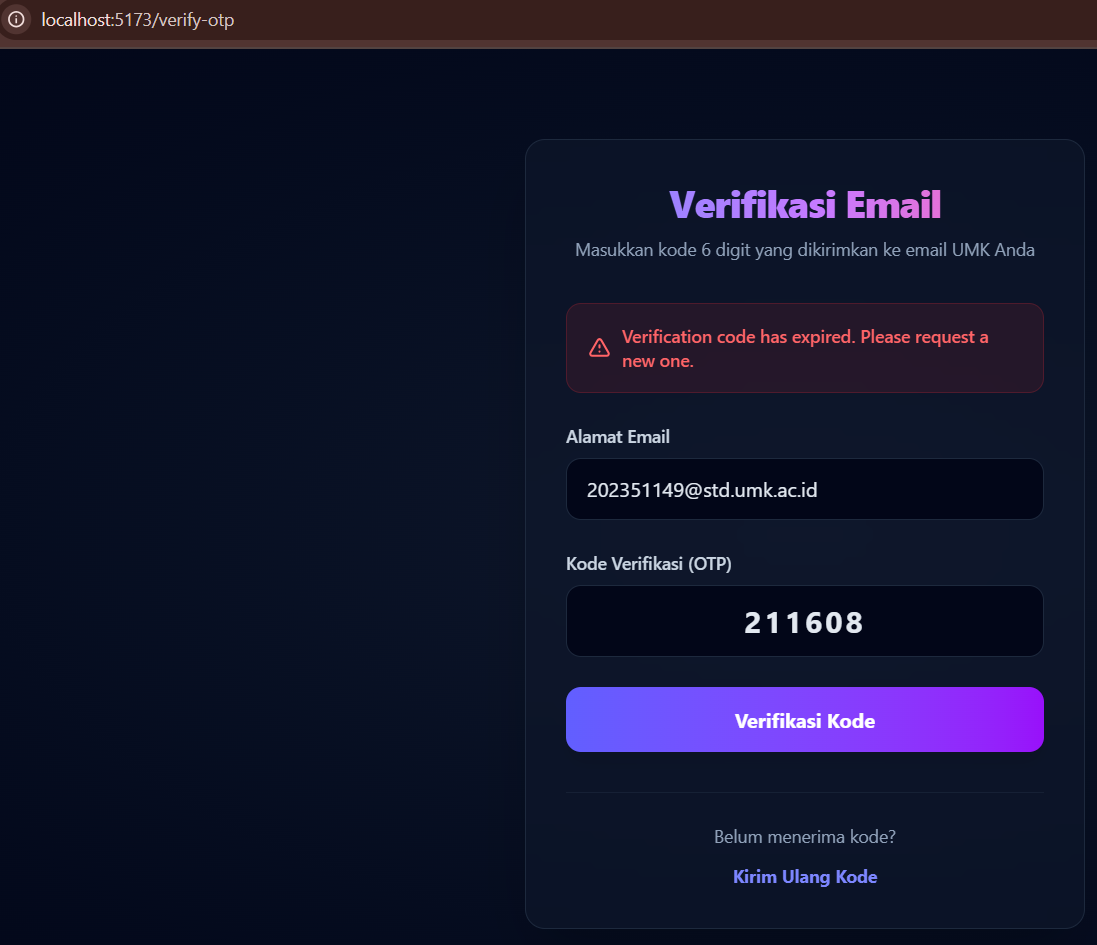 localhost:5173/verify-otp
Verifikasi Email
Masukkan kode 6 digit yang dikirimkan ke email UMK Anda
Verification code has expired. Please request a
new one.
Alamat Email
202351149@std.umk.ac.id
Kode Verifikasi (OTP)
211608
Verifikasi Kode
Belum menerima kode?
Kirim Ulang Kode